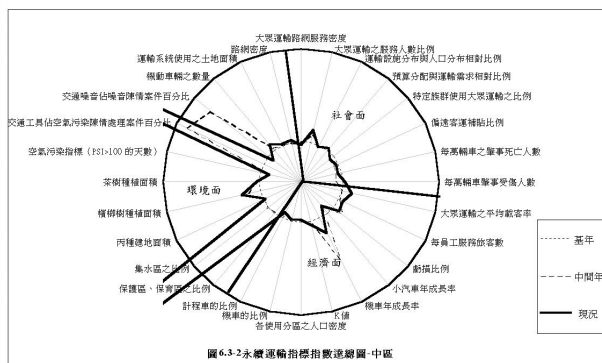 大眾運輸路網服務密度
路網密度
大眾運輸之服務人數比例
運輸系統使用之土地面積
運輸設施分布與人口分布相對比例
機動車輛之數量
預算分配與運輸需求相對比例
交通噪音佔噪音陳情案件百分比
社會面
特定族群使用大眾運輸之比例
交通工具佔空氣污染陳情處理案件百分比
偏遠客運補貼比例
空氣污染指標（PSI>100的天數）
每萬輛車之肇事死亡人數
茶樹種植面積
環境面
每萬輛車肇事受傷人數
檳榔樹種植面積
大眾運輸之平均載客率
丙種建地面積
每員工服務旅客數
集水區之比例
經濟面
虧損比例
保護區、保育區之比例
小汽車年成長率
計程車的比例
機車年成長率
機車的比例
K值
各使用分區之人口密度
基年
中間年
現況
圖6.3-2永續運輸指標指數達總圖-中區